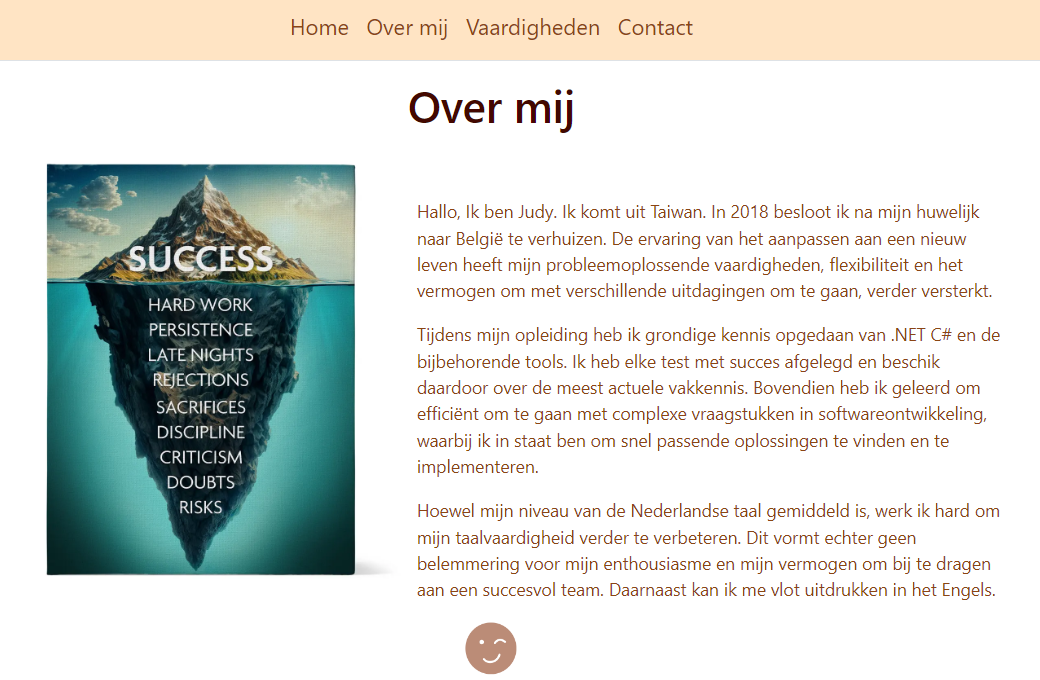 Home Over mij Vaardigheden Contact
Over mij
SUCCESS
HARD WORK
PERSISTENCE
LATE NIGHTS
REJECTIONS
SACRIFICES
DISCIPLINE
CRITICISM
DOUBTS
RISKS
Hallo, Ik ben Judy. Ik komt uit Taiwan. In 2018 besloot ik na mijn huwelijk
naar België te verhuizen. De ervaring van het aanpassen aan een nieuw
leven heeft mijn probleemoplossende vaardigheden, flexibiliteit en het
vermogen om met verschillende uitdagingen om te gaan, verder versterkt.
Tijdens mijn opleiding heb ik grondige kennis opgedaan van .NET C# en de
bijbehorende tools. Ik heb elke test met succes afgelegd en beschik
daardoor over de meest actuele vakkennis. Bovendien heb ik geleerd om
efficiënt om te gaan met complexe vraagstukken in softwareontwikkeling,
waarbij ik in staat ben om snel passende oplossingen te vinden en te
implementeren.
Hoewel mijn niveau van de Nederlandse taal gemiddeld is, werk ik hard om
mijn taalvaardigheid verder te verbeteren. Dit vormt echter geen
belemmering voor mijn enthousiasme en mijn vermogen om bij te dragen
aan een succesvol team. Daarnaast kan ik me vlot uitdrukken in het Engels.